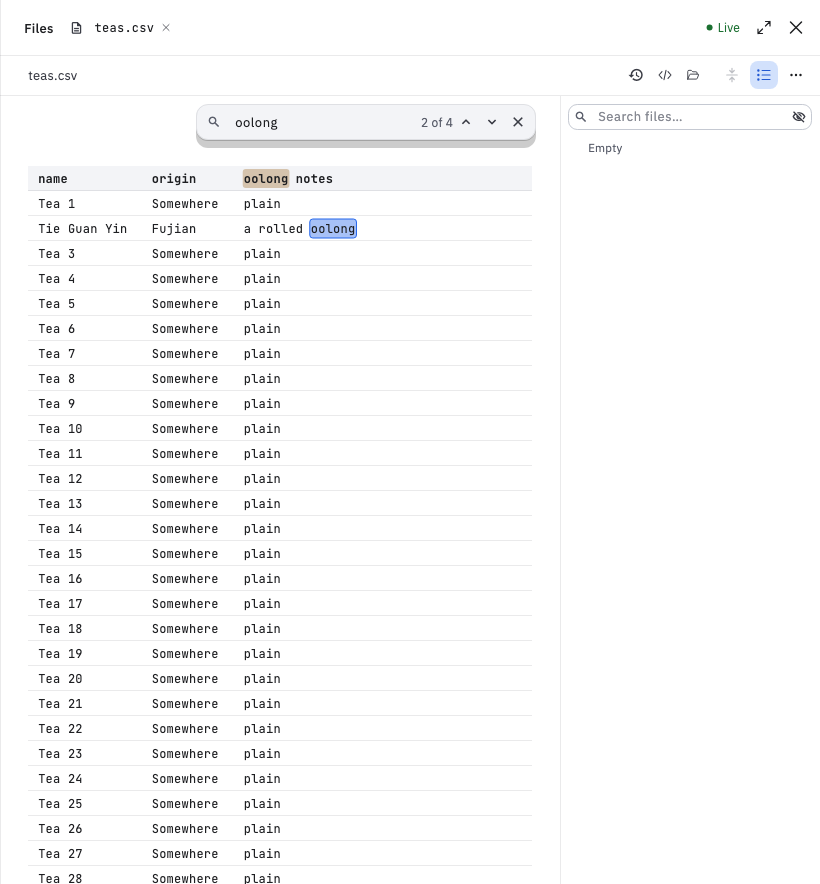 Files teas.csv Live
teas.csv
oolong 2 of 4
Search files...
Empty
name origin oolong notes
Tea 1 Somewhere plain
Tie Guan Yin Fujian a rolled oolong
Tea 3 Somewhere plain
Tea 4 Somewhere plain
Tea 5 Somewhere plain
Tea 6 Somewhere plain
Tea 7 Somewhere plain
Tea 8 Somewhere plain
Tea 9 Somewhere plain
Tea 10 Somewhere plain
Tea 11 Somewhere plain
Tea 12 Somewhere plain
Tea 13 Somewhere plain
Tea 14 Somewhere plain
Tea 15 Somewhere plain
Tea 16 Somewhere plain
Tea 17 Somewhere plain
Tea 18 Somewhere plain
Tea 19 Somewhere plain
Tea 20 Somewhere plain
Tea 21 Somewhere plain
Tea 22 Somewhere plain
Tea 23 Somewhere plain
Tea 24 Somewhere plain
Tea 25 Somewhere plain
Tea 26 Somewhere plain
Tea 27 Somewhere plain
Tea 28 Somewhere plain